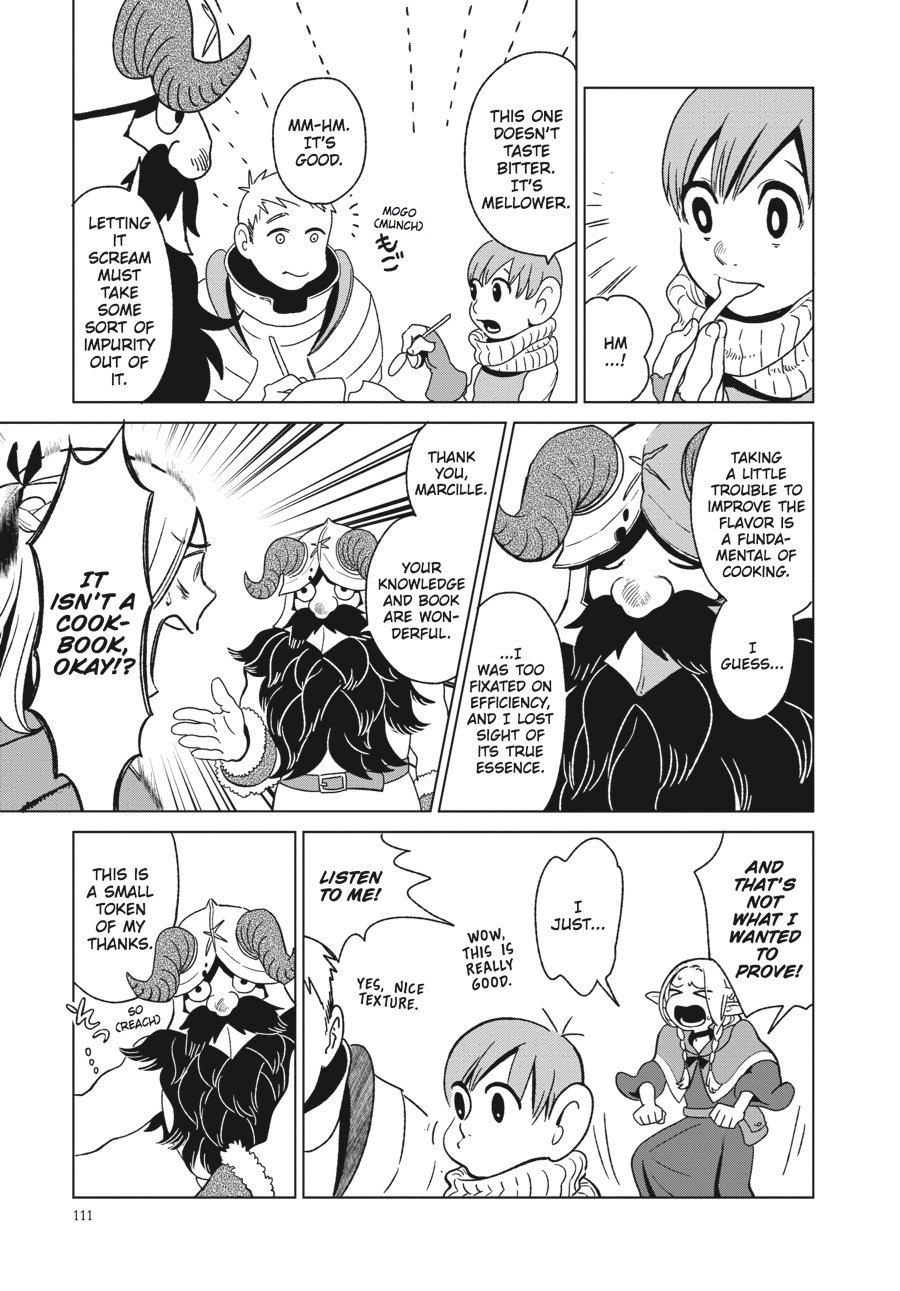 HM
...!
THIS ONE
DOESN'T
TASTE
BITTER.
IT'S
MELLOWER.
MM-HM.
IT'S
GOOD.
MOGO
(MUNCH)
もご
LETTING
IT
SCREAM
MUST
TAKE
SOME
SORT OF
IMPURITY
OUT OF
IT.
TAKING
A LITTLE
TROUBLE TO
IMPROVE THE
FLAVOR IS
A FUNDA-
MENTAL OF
COOKING.
I
GUESS...
...I
WAS TOO
FIXATED ON
EFFICIENCY,
AND I LOST
SIGHT OF
ITS TRUE
ESSENCE.
THANK
YOU,
MARCILLE.
YOUR
KNOWLEDGE
AND BOOK
ARE WON-
DERFUL.
IT
ISN'T A
COOK-
BOOK,
OKAY!?
AND
THAT'S
NOT
WHAT I
WANTED
TO
PROVE!
I
JUST...
WOW,
THIS IS
REALLY
GOOD.
LISTEN
TO ME!
YES, NICE
TEXTURE.
THIS IS
A SMALL
TOKEN
OF MY
THANKS.
SO
(REACH)
そっ…
111